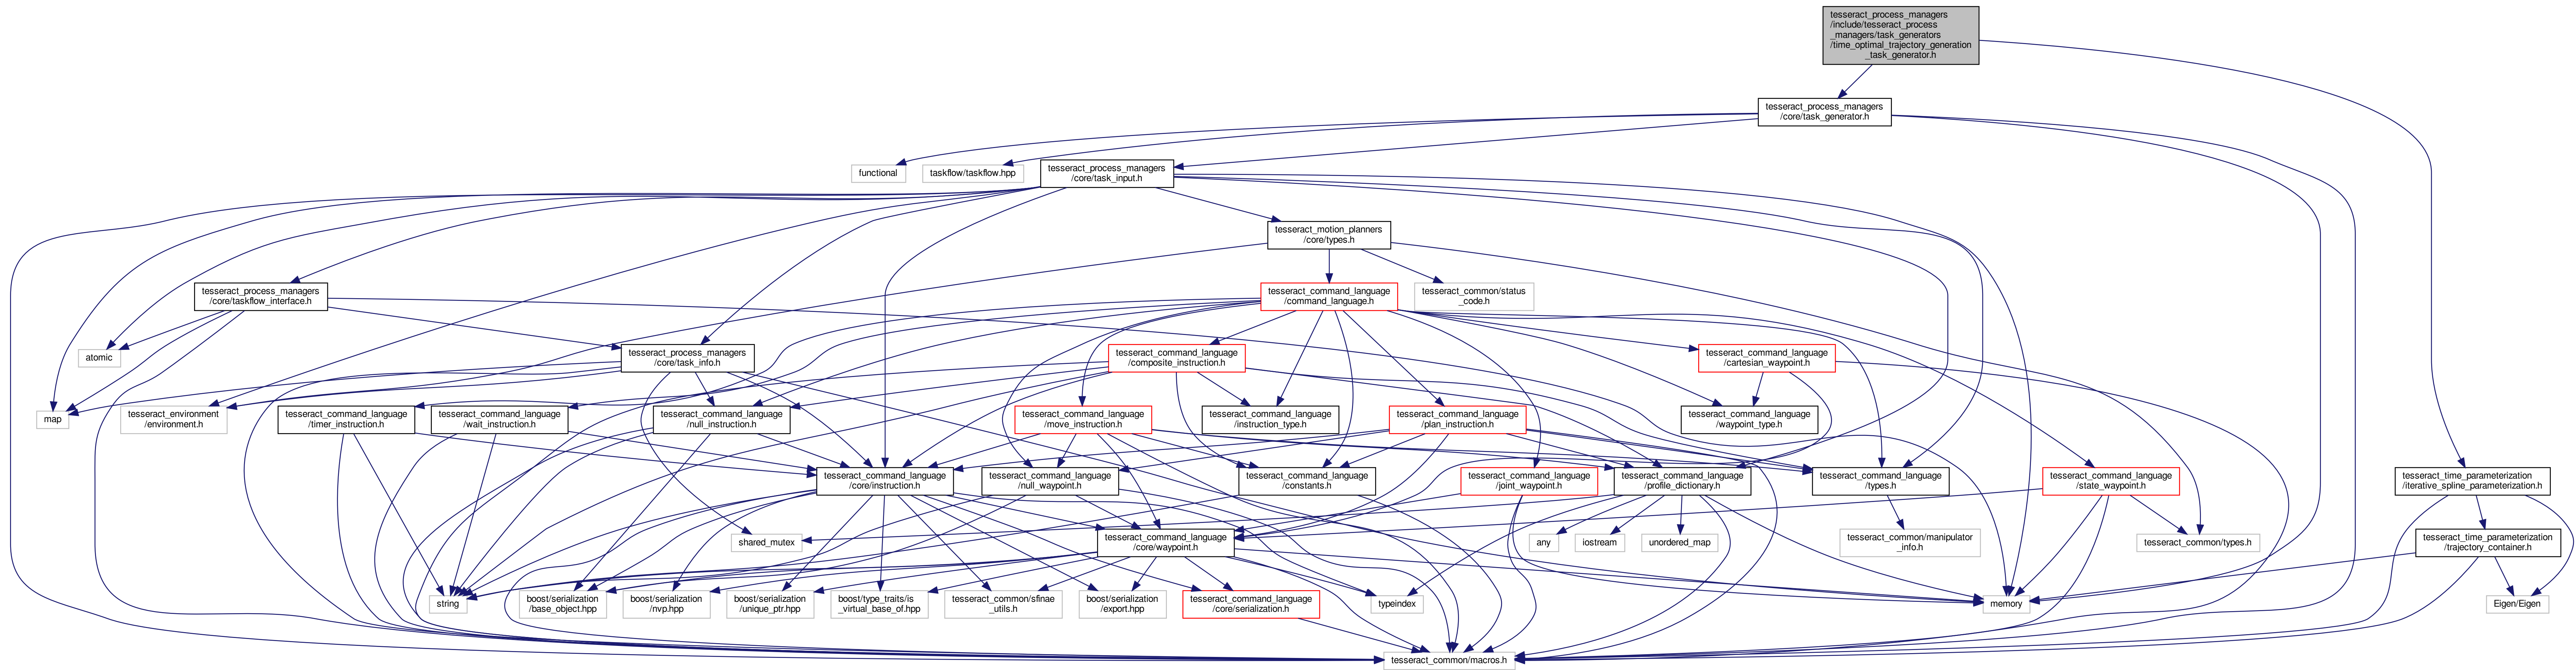 tesseract_process_managers
/include/tesseract_process
_managers/task_generators
/time_optimal_trajectory_generation
_task_generator.h
tesseract_process_managers
/core/task_generator.h
functional
taskflow/taskflow.hpp
tesseract_process_managers
/core/task_input.h
tesseract_motion_planners
/core/types.h
tesseract_process_managers
/core/taskflow_interface.h
tesseract_command_language
/command_language.h
tesseract_common/status
_code.h
atomic
tesseract_process_managers
/core/task_info.h
tesseract_command_language
/composite_instruction.h
tesseract_command_language
/cartesian_waypoint.h
map
tesseract_environment
/environment.h
tesseract_command_language
/timer_instruction.h
tesseract_command_language
/wait_instruction.h
tesseract_command_language
/null_instruction.h
tesseract_command_language
/move_instruction.h
tesseract_command_language
/instruction_type.h
tesseract_command_language
/plan_instruction.h
tesseract_command_language
/waypoint_type.h
tesseract_command_language
/core/instruction.h
tesseract_command_language
/null_waypoint.h
tesseract_command_language
/constants.h
tesseract_command_language
/joint_waypoint.h
tesseract_command_language
/profile_dictionary.h
tesseract_command_language
/types.h
tesseract_command_language
/state_waypoint.h
tesseract_time_parameterization
/iterative_spline_parameterization.h
shared_mutex
tesseract_command_language
/core/waypoint.h
any
iostream
unordered_map
tesseract_common/manipulator
_info.h
tesseract_common/types.h
tesseract_time_parameterization
/trajectory_container.h
string
boost/serialization
/base_object.hpp
boost/serialization
/nvp.hpp
boost/serialization
/unique_ptr.hpp
boost/type_traits/is
_virtual_base_of.hpp
tesseract_common/sfinae
_utils.h
boost/serialization
/export.hpp
tesseract_command_language
/core/serialization.h
typeindex
memory
Eigen/Eigen
tesseract_common/macros.h